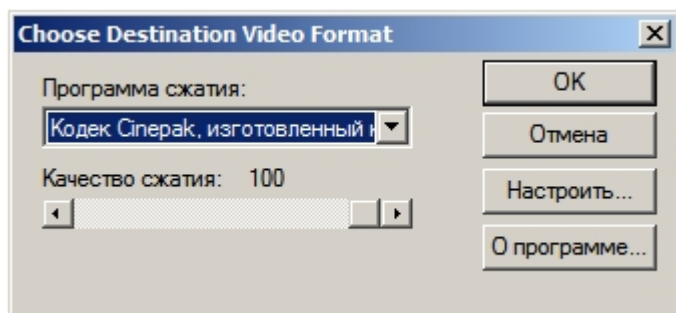 Choose Destination Video Format
Программа сжатия:
Кодек Cinepak, изготовленный
Качество сжатия: 100
OK
Отмена
Настроить...
О программе...